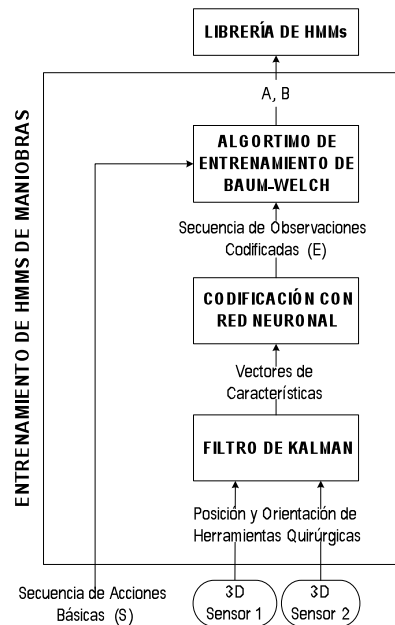 LIBRERÍA DE HMMs
A, B
ALGORTIMO DE
ENTRENAMIENTO DE
BAUM-WELCH
Secuencia de Observaciones
Codificadas (E)
CODIFICACIÓN CON
RED NEURONAL
Vectores de
Características
FILTRO DE KALMAN
Posición y Orientación de
Herramientas Quirúrgicas
ENTRENAMIENTO DE HMMS DE MANIOBRAS
Secuencia de Acciones
Básicas (S)
3D
Sensor 1
3D
Sensor 2